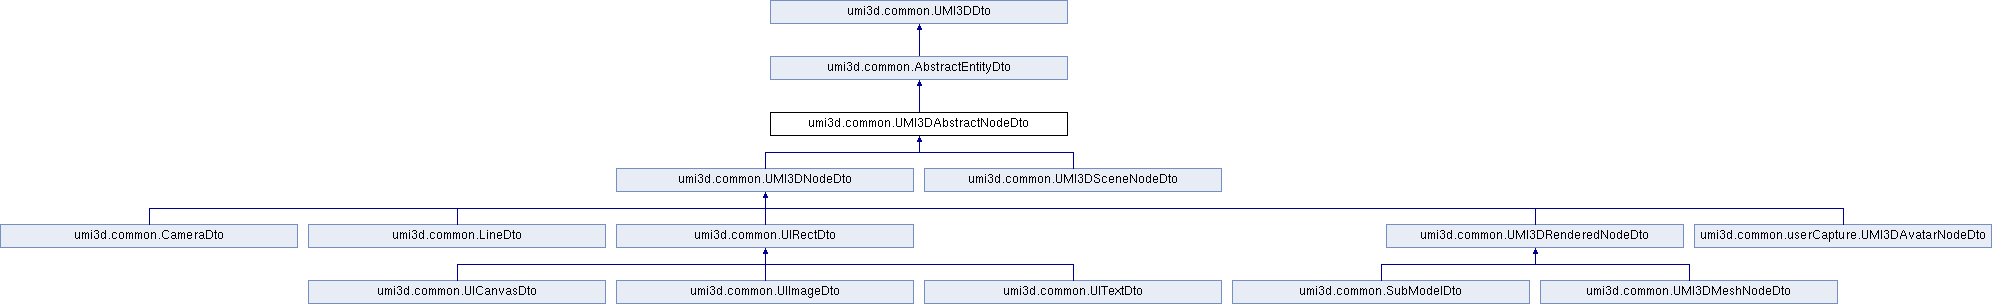 umi3d.common.UMI3DDto
umi3d.common.AbstractEntityDto
umi3d.common.UMI3DAbstractNodeDto
umi3d.common.UMI3DNodeDto
umi3d.common.UMI3DSceneNodeDto
umi3d.common.CameraDto
umi3d.common.LineDto
umi3d.common.UIRectDto
umi3d.common.UMI3DRenderedNodeDto
umi3d.common.userCapture.UMI3DAvatarNodeDto
umi3d.common.UICanvasDto
umi3d.common.UIImageDto
umi3d.common.UITextDto
umi3d.common.SubModelDto
umi3d.common.UMI3DMeshNodeDto